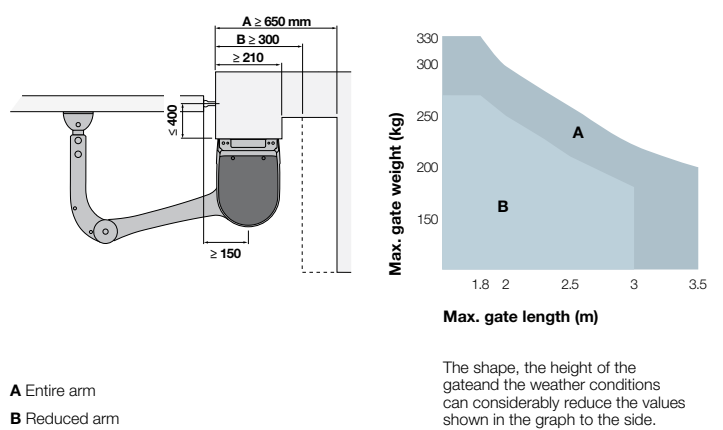 A ≥ 650 mm
B ≥ 300
≥ 210
≤ 400
≥ 150
A Entire arm
B Reduced arm
Max. gate weight (kg)
330
300
250
200
150
A
B
1.8 2 2.5 3 3.5
Max. gate length (m)
The shape, the height of the
gateand the weather conditions
can considerably reduce the values
shown in the graph to the side.